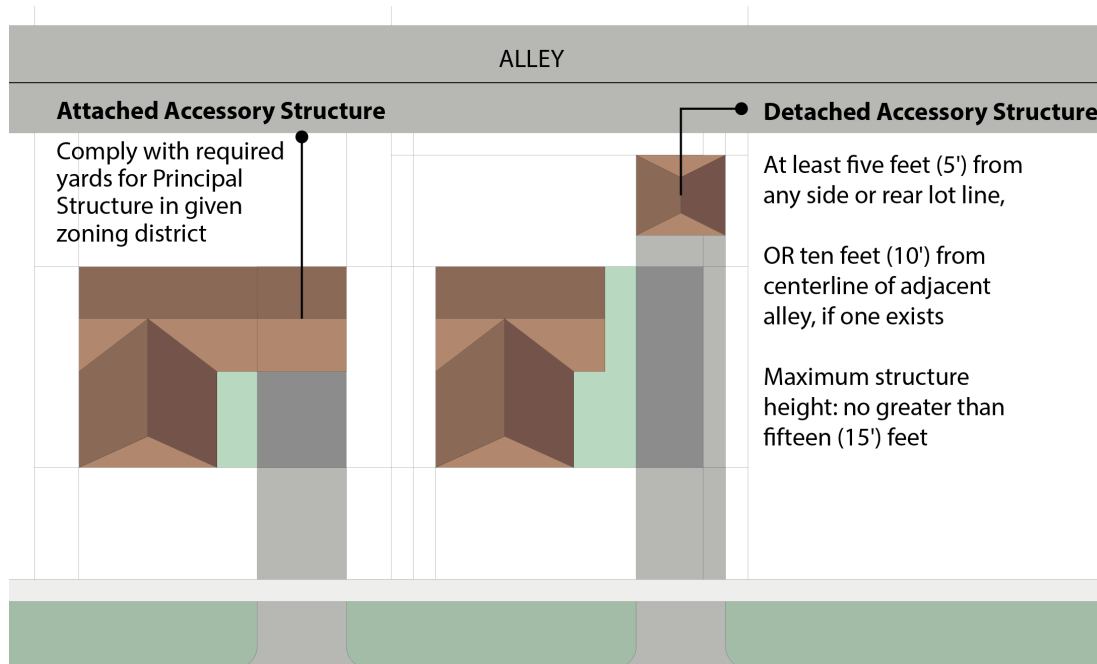 ALLEY
Attached Accessory Structure
Comply with required
yards for Principal
Structure in given
zoning district
Detached Accessory Structure
At least five feet (5') from
any side or rear lot line,
OR ten feet (10') from
centerline of adjacent
alley, if one exists
Maximum structure
height: no greater than
fifteen (15') feet